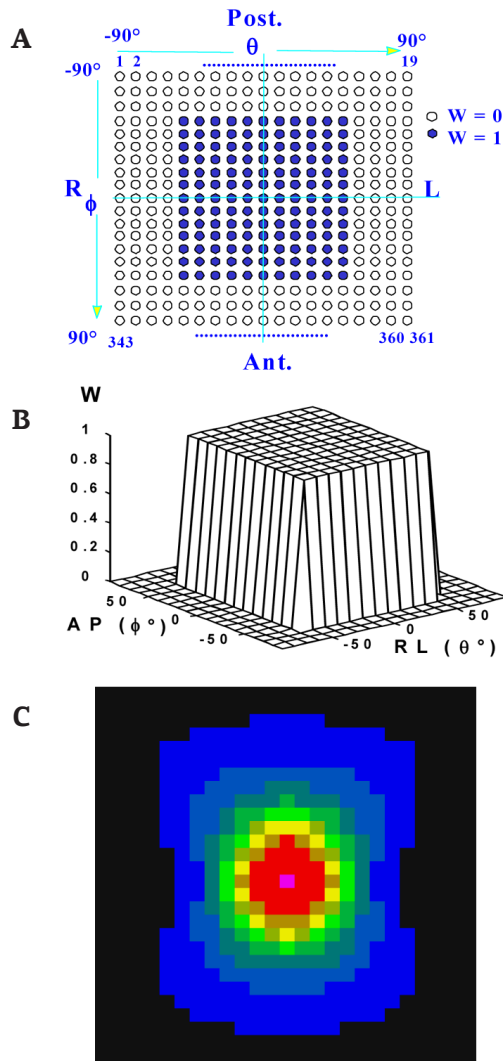 A
Post.
-90°
θ
90°
1 2
19
-90°
W = 0
W = 1
R
ϕ
L
90°
343
360 361
Ant.
B
W
1
0.8
0.6
0.4
0.2
0
50
0
-50
AP (ϕ°)
-50
0
50
RL (θ°)
C